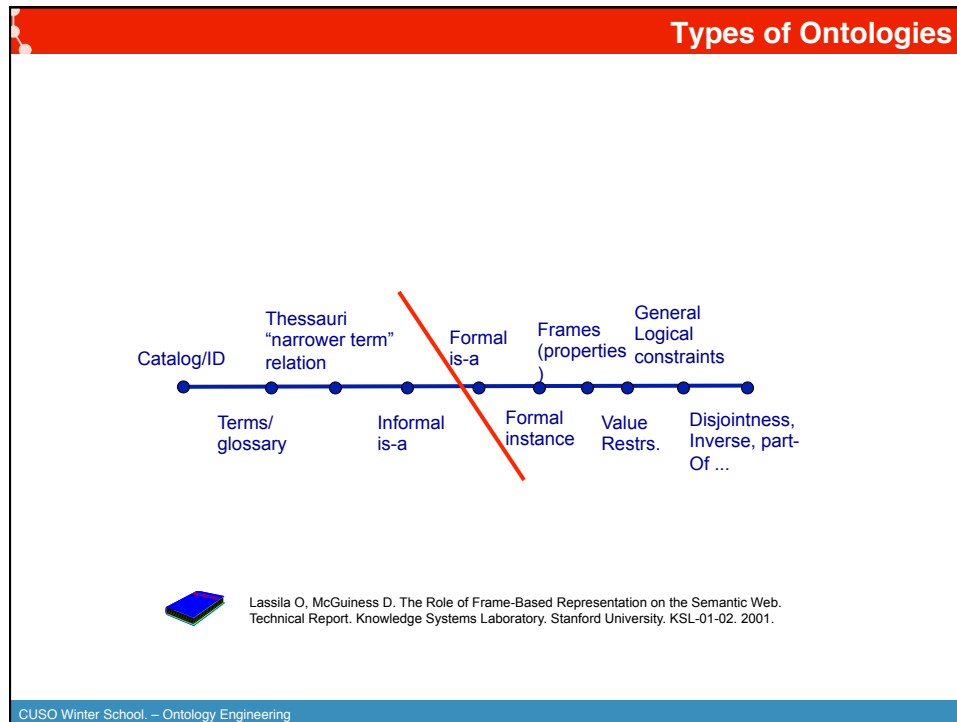 Types of Ontologies
Thessauri
“narrower term”
relation
Catalog/ID
Formal
is-a
Frames
(properties
)
General
Logical
constraints
Terms/
glossary
Informal
is-a
Formal
instance
Value
Restrs.
Disjointness,
Inverse, part-
Of ...
Lassila O, McGuiness D. The Role of Frame-Based Representation on the Semantic Web.
Technical Report. Knowledge Systems Laboratory. Stanford University. KSL-01-02. 2001.
CUSO Winter School. – Ontology Engineering